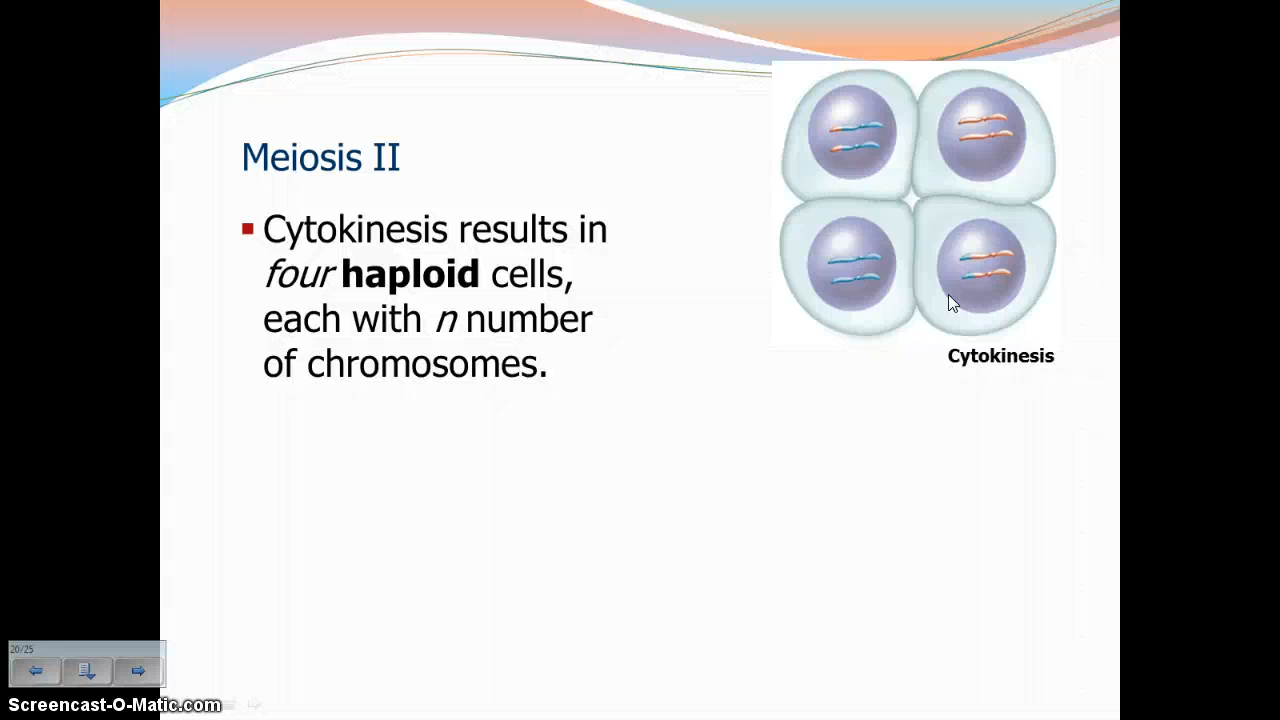 Meiosis II
Cytokinesis results in
four haploid cells,
each with n number
of chromosomes.
Cytokinesis
20/25
Screencast-O-Matic.com